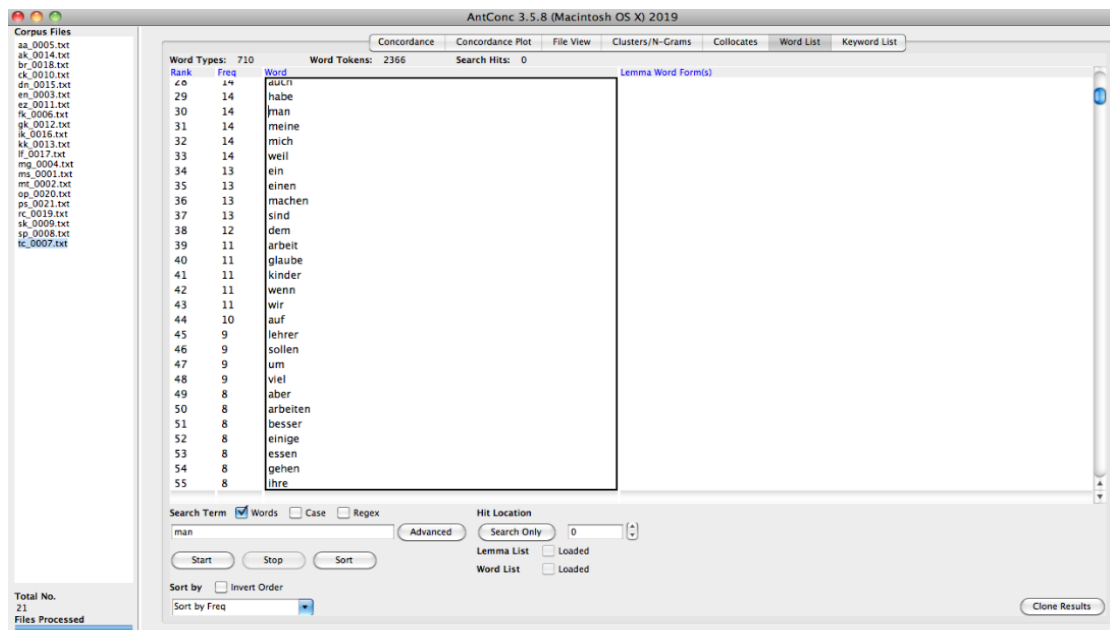 AntConc 3.5.8 (Macintosh OS X) 2019
Corpus Files
aa_0005.txt
ak_0014.txt
br_0018.txt
ck_0010.txt
dn_0015.txt
en_0003.txt
ez_0011.txt
fk_0006.txt
gk_0012.txt
ik_0016.txt
kk_0013.txt
lf_0017.txt
mg_0004.txt
ms_0001.txt
mt_0002.txt
op_0020.txt
ps_0021.txt
rc_0019.txt
sk_0009.txt
sp_0008.txt
tc_0007.txt
Total No.
21
Files Processed
Concordance Concordance Plot File View Clusters/N-Grams Collocates Word List Keyword List
Word Types: 710 Word Tokens: 2366 Search Hits: 0
Rank Freq Word Lemma Word Form(s)
28 14 auch
29 14 habe
30 14 man
31 14 meine
32 14 mich
33 14 weil
34 13 ein
35 13 einen
36 13 machen
37 13 sind
38 12 dem
39 11 arbeit
40 11 glaube
41 11 kinder
42 11 wenn
43 11 wir
44 10 auf
45 9 lehrer
46 9 sollen
47 9 um
48 9 viel
49 8 aber
50 8 arbeiten
51 8 besser
52 8 einige
53 8 essen
54 8 gehen
55 8 ihre
Search Term Words Case Regex Hit Location
man Advanced Search Only 0
Start Stop Sort Lemma List Loaded
Word List Loaded
Sort by Invert Order
Sort by Freq Clone Results